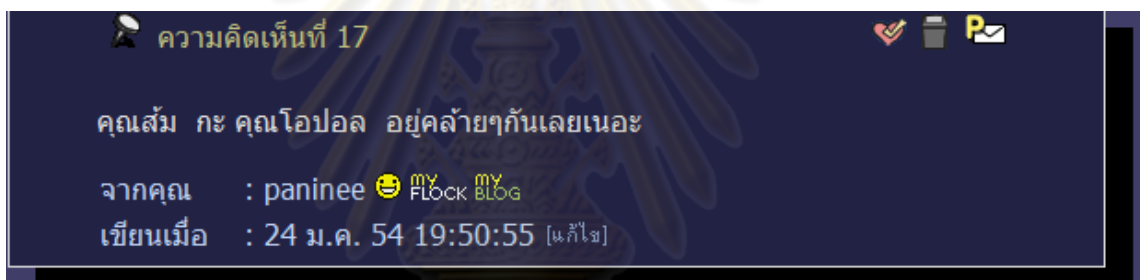 ความคิดเห็นที่ 17
P
คุณส้ม กะ คุณโอปอล อยู่คล้ายๆกันเลยเนอะ
จากคุณ : paninee MY FLOCK MY BLOG
เขียนเมื่อ : 24 ม.ค. 54 19:50:55 [แก้ไข]